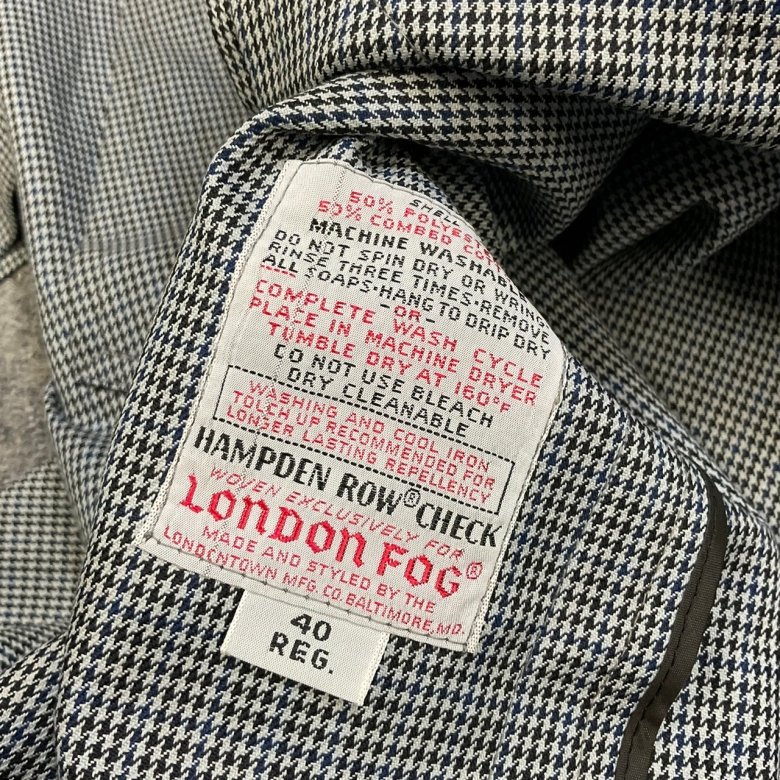 SHELL
50% POLYEST
50% COMBED COT
MACHINE WASHAB
DO NOT SPIN DRY OR WRING
RINSE THREE TIMES·REMOVE
ALL SOAPS·HANG TO DRIP DRY
-OR-
COMPLETE WASH CYCLE
PLACE IN MACHINE DRYER
TUMBLE DRY AT 160°F
DO NOT USE BLEACH
DRY CLEANABLE
WASHING AND COOL IRON
TOUCH UP RECOMMENDED FOR
LONGER LASTING REPELLENCY
HAMPDEN ROW® CHECK
WOVEN EXCLUSIVELY FOR
LONDON FOG®
MADE AND STYLED BY THE
LONDONTOWN MFG. CO. BALTIMORE, MD.
40
REG.